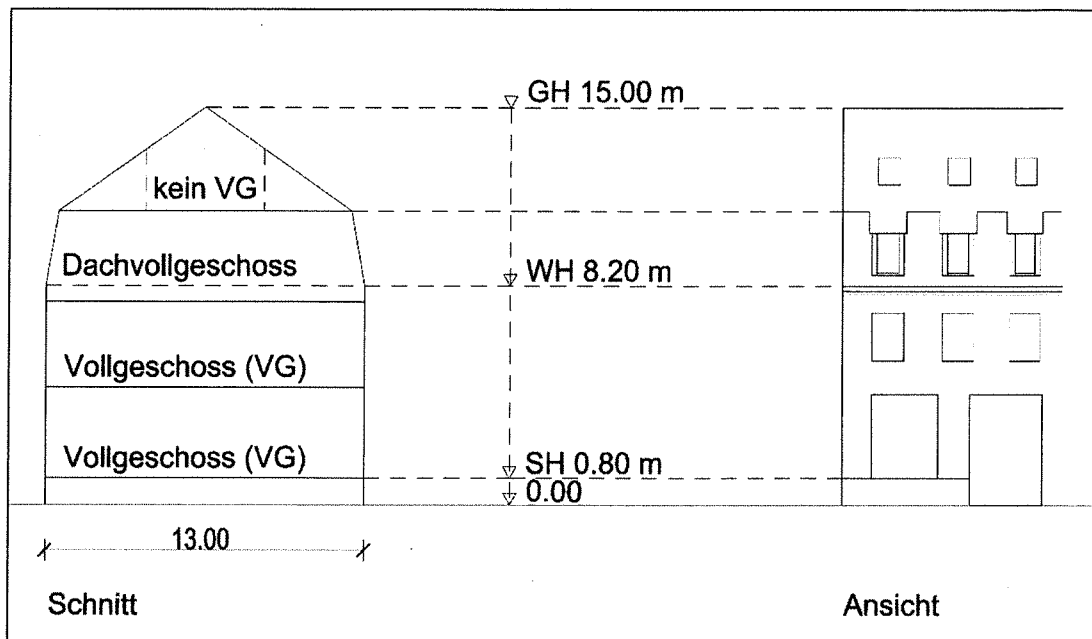 GH 15.00 m
kein VG
Dachvollgeschoss
WH 8.20 m
Vollgeschoss (VG)
Vollgeschoss (VG)
SH 0.80 m
0.00
13.00
Schnitt
Ansicht